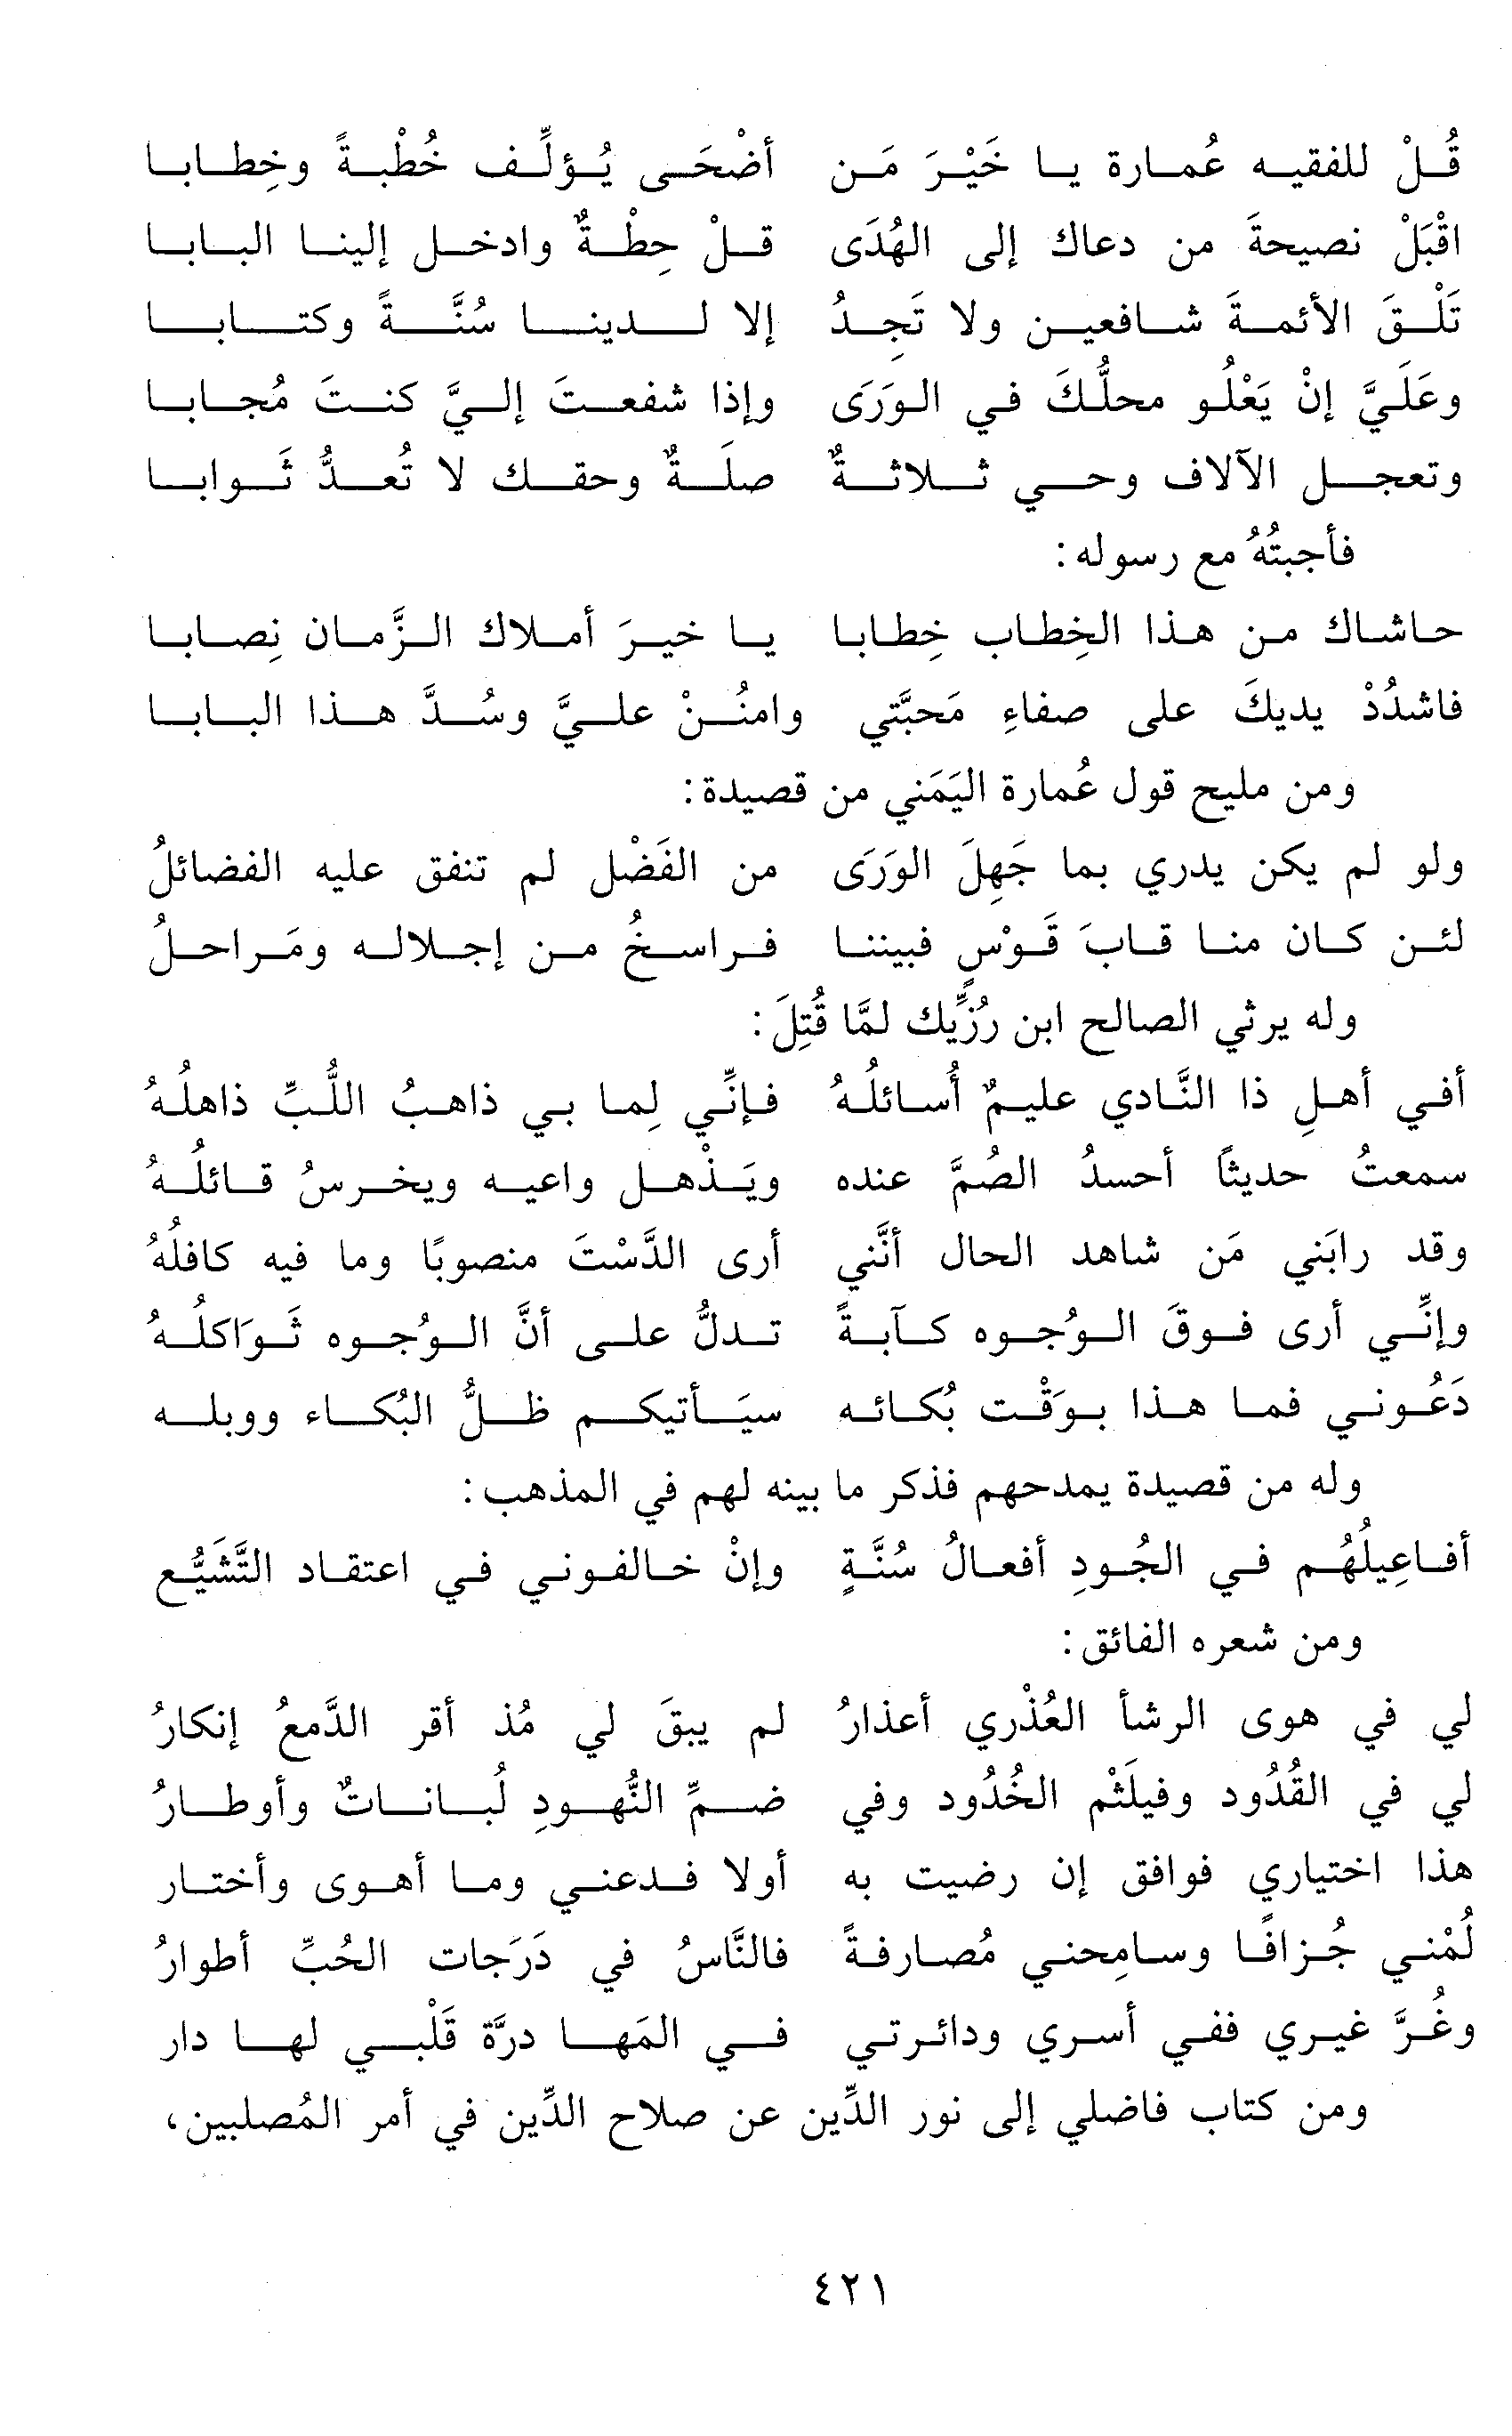 قُلْ للفقيه عُمارة يا خَيْرَ مَن أضْحَى يُؤلِّف خُطْبةً وخِطابا
اقْبَلْ نصيحةَ من دعاك إلى الهُدَى قلْ حِطْةٌ وادخل إلينا البابا
تَلْقَ الأئمةَ شافعين ولا تَجِدُ إلا لدينا سُنَّةً وكتابا
وعَلَيَّ إنْ يَعْلُو محلُّكَ في الوَرَى وإذا شفعتَ إليَّ كنتَ مُجابا
وتعجل الآلاف وحي ثلاثةٌ صلَةٌ وحقك لا تُعدُّ ثَوابا
فأجبتُهُ مع رسوله:
حاشاك من هذا الخِطاب خِطابا يا خيرَ أملاك الزَّمان نِصابا
فاشدُدْ يديكَ على صفاءِ مَحبَّتي وامنُنْ عليَّ وسُدَّ هذا البابا
ومن مليح قول عُمارة اليَمَني من قصيدة:
ولو لم يكن يدري بما جَهِلَ الوَرَى من الفَضْل لم تنفق عليه الفضائلُ
لئن كان منا قابَ قَوْسٍ فبيننا فراسخُ من إجلاله ومَراحلُ
وله يرثي الصالح ابن رُزِّيك لمَّا قُتِلَ:
أفي أهلِ ذا النَّادي عليمٌ أُسائلُهُ فإنِّي لِما بي ذاهبُ اللُّبِّ ذاهلُهُ
سمعتُ حديثاً أحسدُ الصُمَّ عنده ويَذْهل واعيه ويخرسُ قائلُهُ
وقد رابَني مَن شاهد الحال أنَّني أرى الدَّسْتَ منصوبًا وما فيه كافلُهُ
وإنِّي أرى فوقَ الوُجوه كآبةً تدلُّ على أنَّ الوُجوه ثَوَاكلُهُ
دَعُوني فما هذا بوَقْت بُكائه سيَأتيكم ظلُّ البُكاء ووبله
وله من قصيدة يمدحهم فذكر ما بينه لهم في المذهب:
أفاعِيلُهُم في الجُودِ أفعالُ سُنَّةٍ وإنْ خالفوني في اعتقاد التَّشَيُّع
ومن شعره الفائق:
لي في هوى الرشأ العُذْري أعذارُ لم يبقَ لي مُذ أقر الدَّمعُ إنكارُ
لي في القُدُود وفيلَثْم الخُدُود وفي ضمِّ النُّهودِ لُباناتٌ وأوطارُ
هذا اختياري فوافق إن رضيت به أولا فدعني وما أهوى وأختار
لُمْني جُزافًا وسامِحني مُصارفةً فالنَّاسُ في دَرَجات الحُبِّ أطوارُ
وغُرَّ غيري ففي أسري ودائرتي في المَها درَّة قَلْبي لها دار
ومن كتاب فاضلي إلى نور الدِّين عن صلاح الدِّين في أمر المُصلبين،
٤٢١